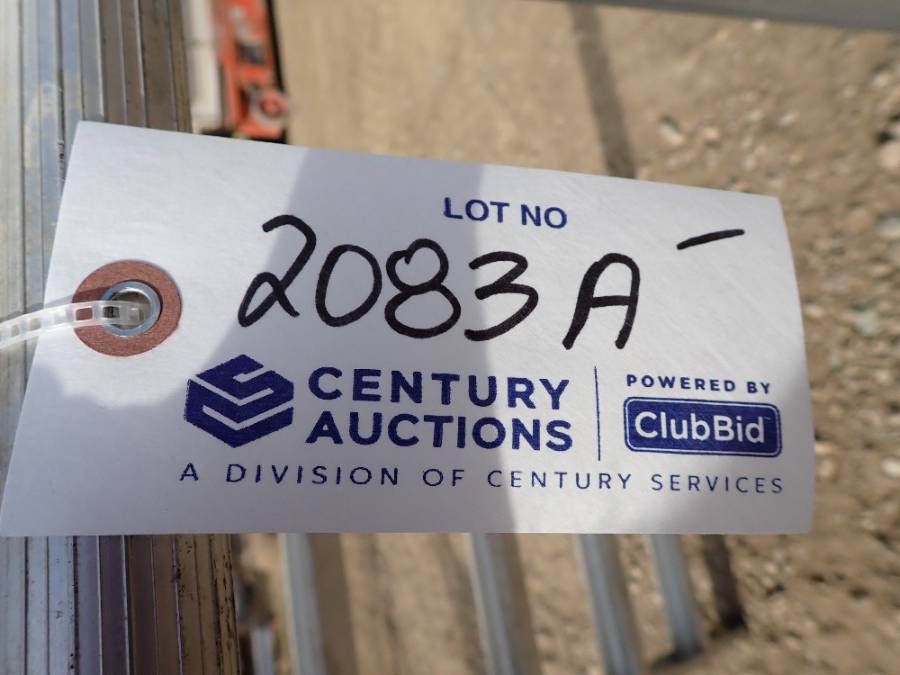 LOT NO
2083A -
CENTURY
AUCTIONS
POWERED BY
ClubBid
A DIVISION OF CENTURY SERVICES